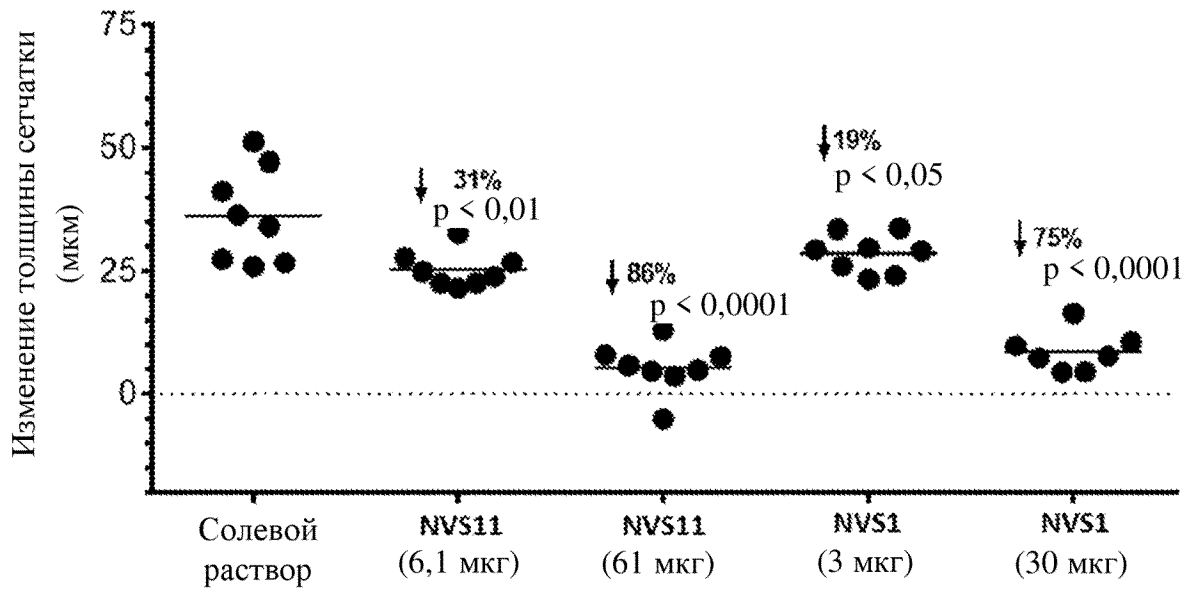 Изменение толщины сетчатки
(мкм)
75
50
25
0
31%
p < 0,01
86%
p < 0,0001
19%
p < 0,05
75%
p < 0,0001
Солевой
раствор
NVS11
(6,1 мкг)
NVS11
(61 мкг)
NVS1
(3 мкг)
NVS1
(30 мкг)